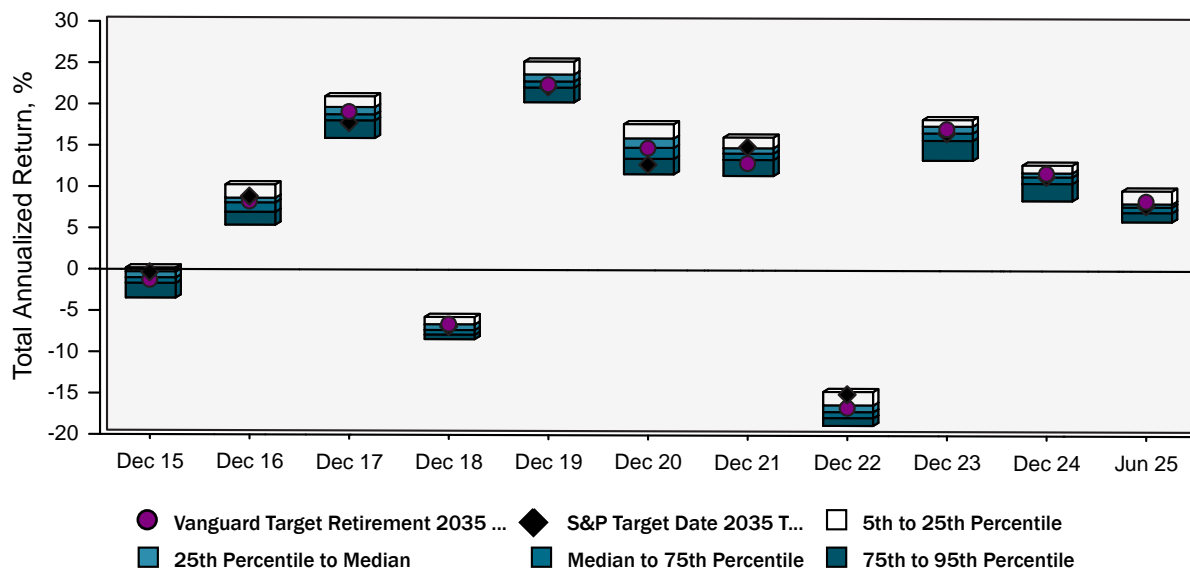 Total Annualized Return, %
30
25
20
15
10
5
0
-5
-10
-15
-20
Dec 15 Dec 16 Dec 17 Dec 18 Dec 19 Dec 20 Dec 21 Dec 22 Dec 23 Dec 24 Jun 25
Vanguard Target Retirement 2035 ... S&P Target Date 2035 T... 5th to 25th Percentile
25th Percentile to Median Median to 75th Percentile 75th to 95th Percentile